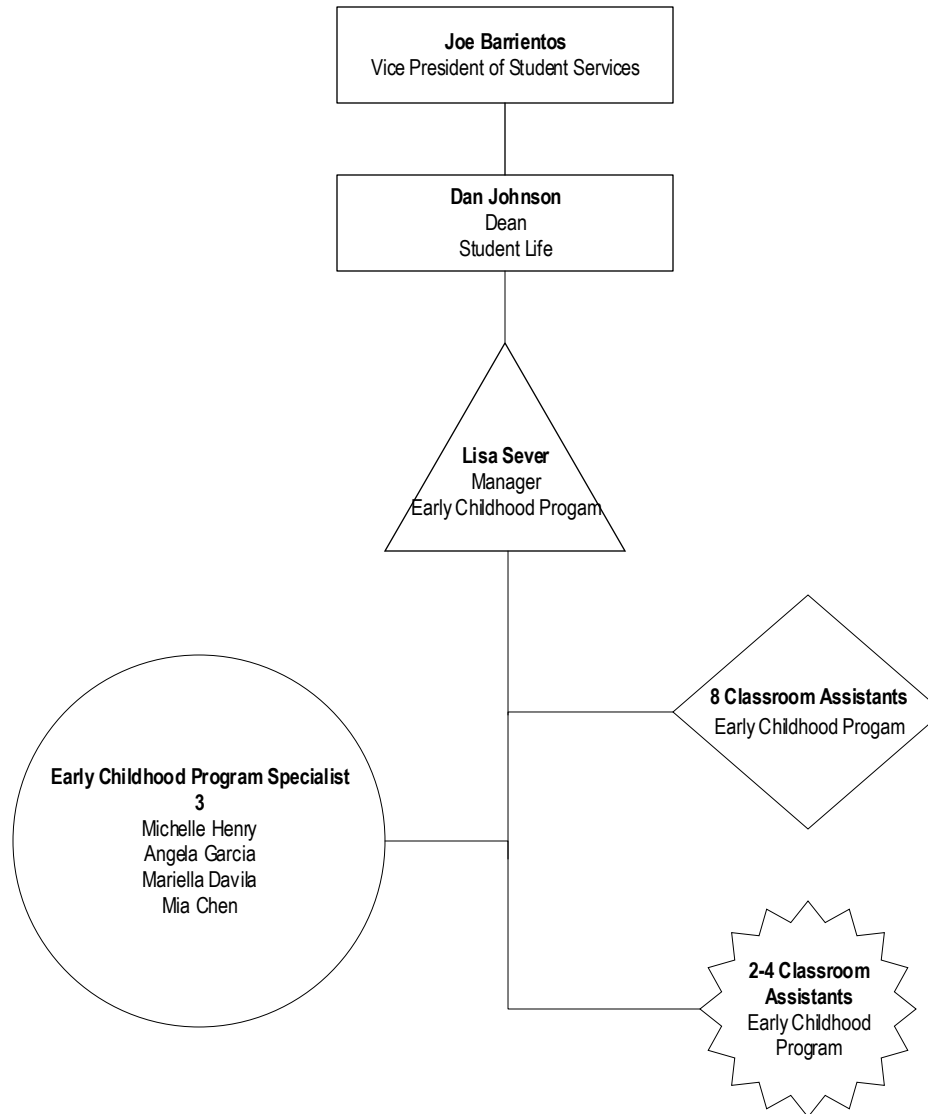 Joe Barrientos
Vice President of Student Services
Dan Johnson
Dean
Student Life
Lisa Sever
Manager
Early Childhood Progam
8 Classroom Assistants
Early Childhood Progam
Early Childhood Program Specialist
3
Michelle Henry
Angela Garcia
Mariella Davila
Mia Chen
2-4 Classroom
Assistants
Early Childhood
Program